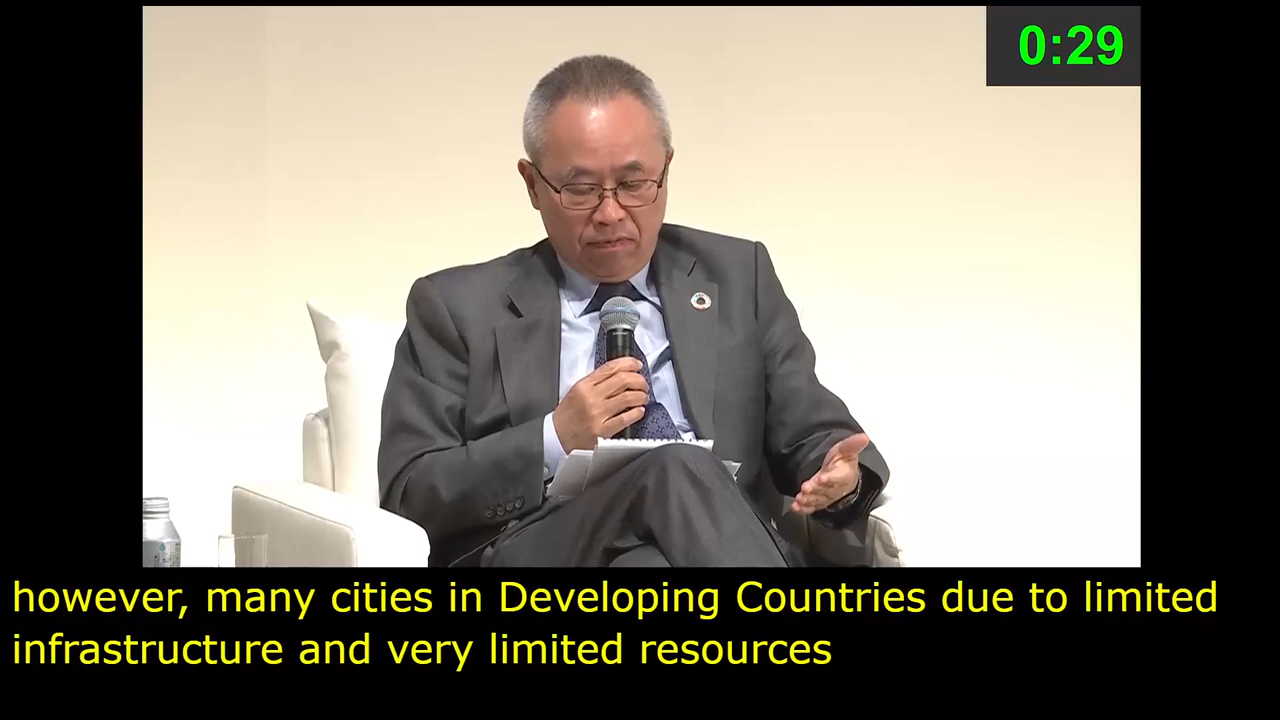 0:29
however, many cities in Developing Countries due to limited
infrastructure and very limited resources